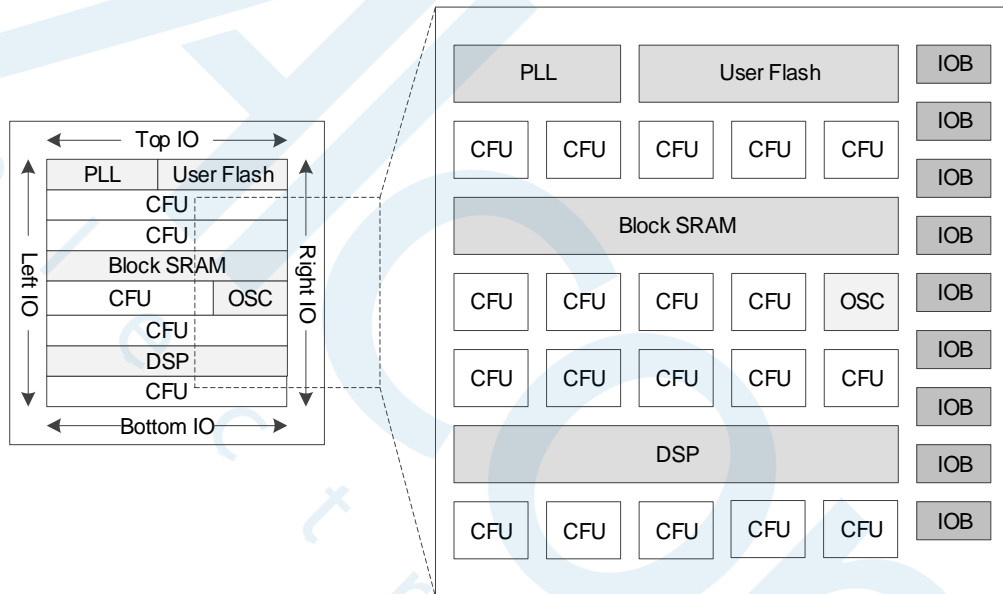 Top IO
PLL User Flash
CFU
CFU
Block SRAM
CFU OSC
CFU
DSP
CFU
Bottom IO
Left IO
Right IO
PLL User Flash IOB
IOB
CFU CFU CFU CFU CFU
IOB
Block SRAM IOB
CFU CFU CFU CFU OSC IOB
IOB
CFU CFU CFU CFU CFU
IOB
DSP IOB
CFU CFU CFU CFU CFU IOB